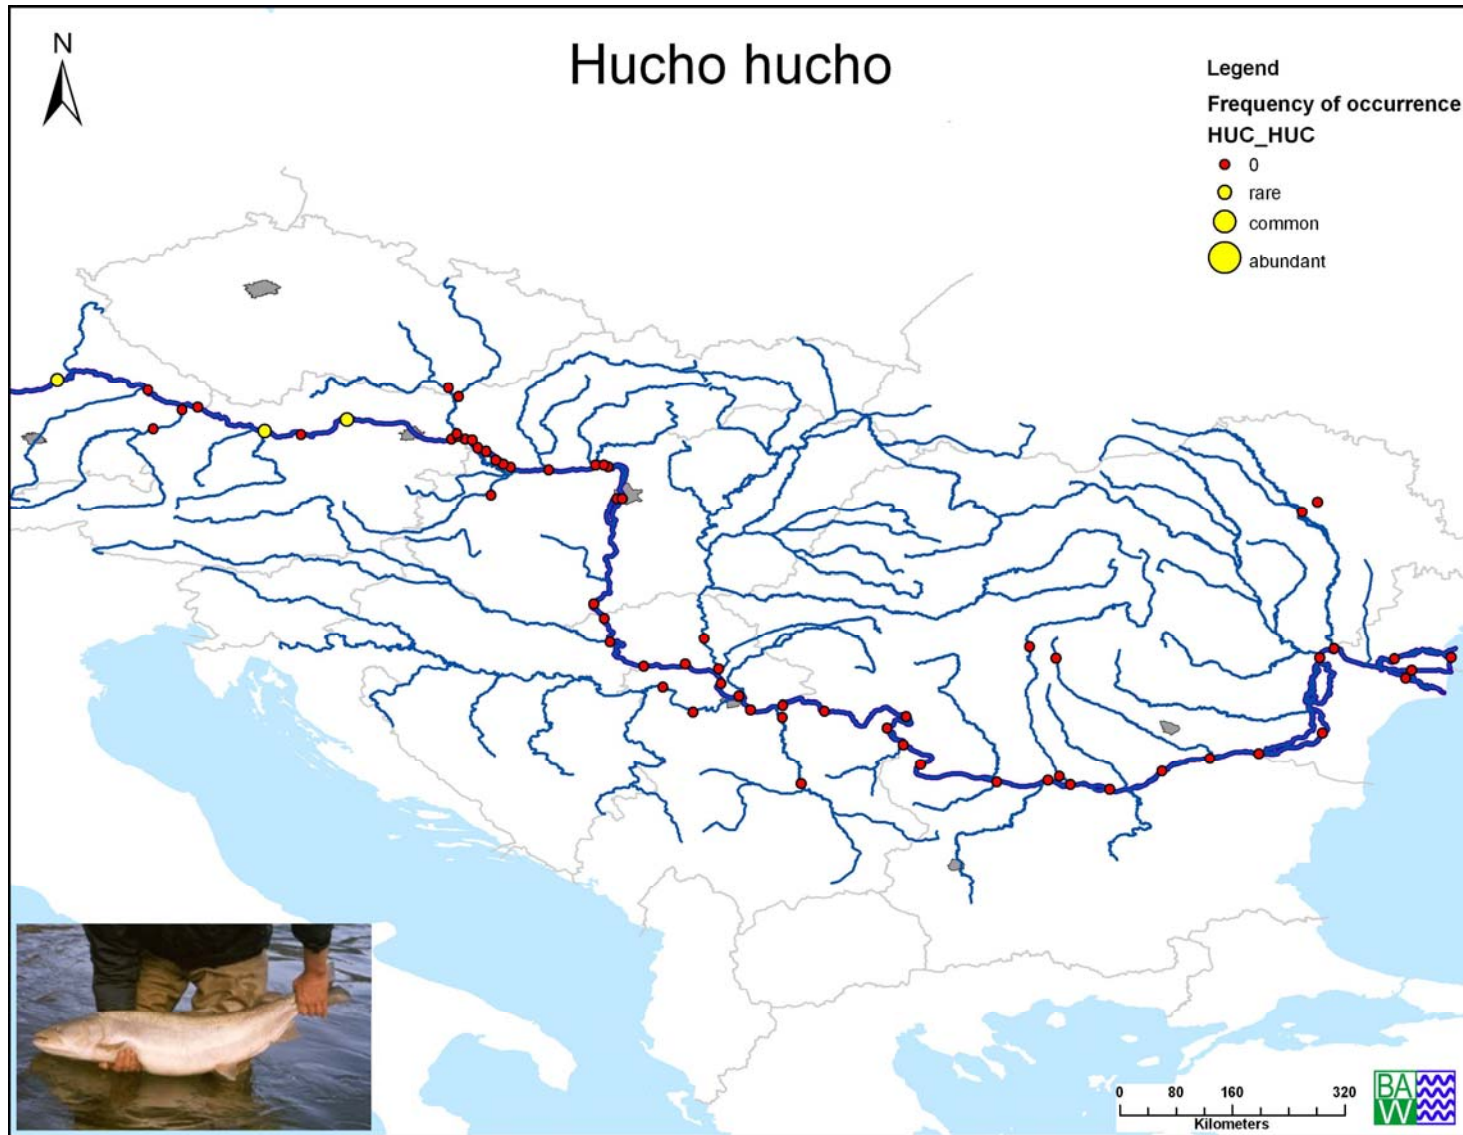 N
Hucho hucho
Legend
Frequency of occurrence
HUC_HUC
0
rare
common
abundant
0 80 160 320
Kilometers
BA
W